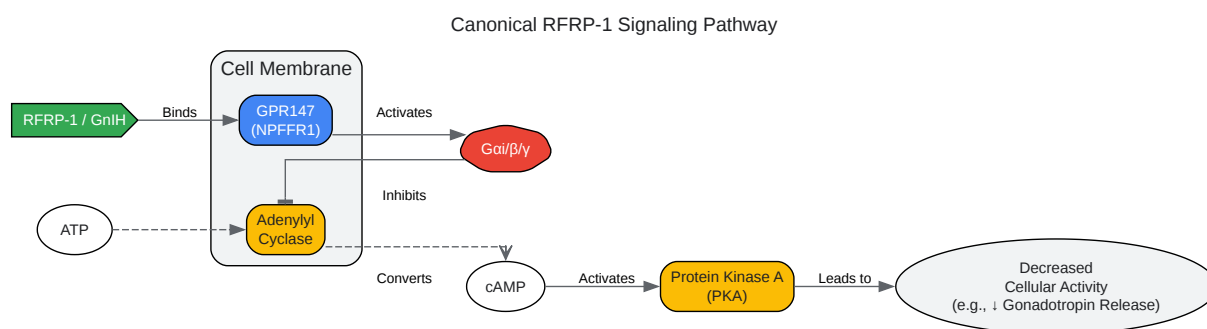 Canonical RFRP-1 Signaling Pathway
Cell Membrane
RFRP-1 / GnIH
Binds
GPR147
(NPFFR1)
Activates
Gαi/β/γ
Inhibits
ATP
Adenylyl
Cyclase
Converts
cAMP
Activates
Protein Kinase A
(PKA)
Leads to
Decreased
Cellular Activity
(e.g., ↓ Gonadotropin Release)